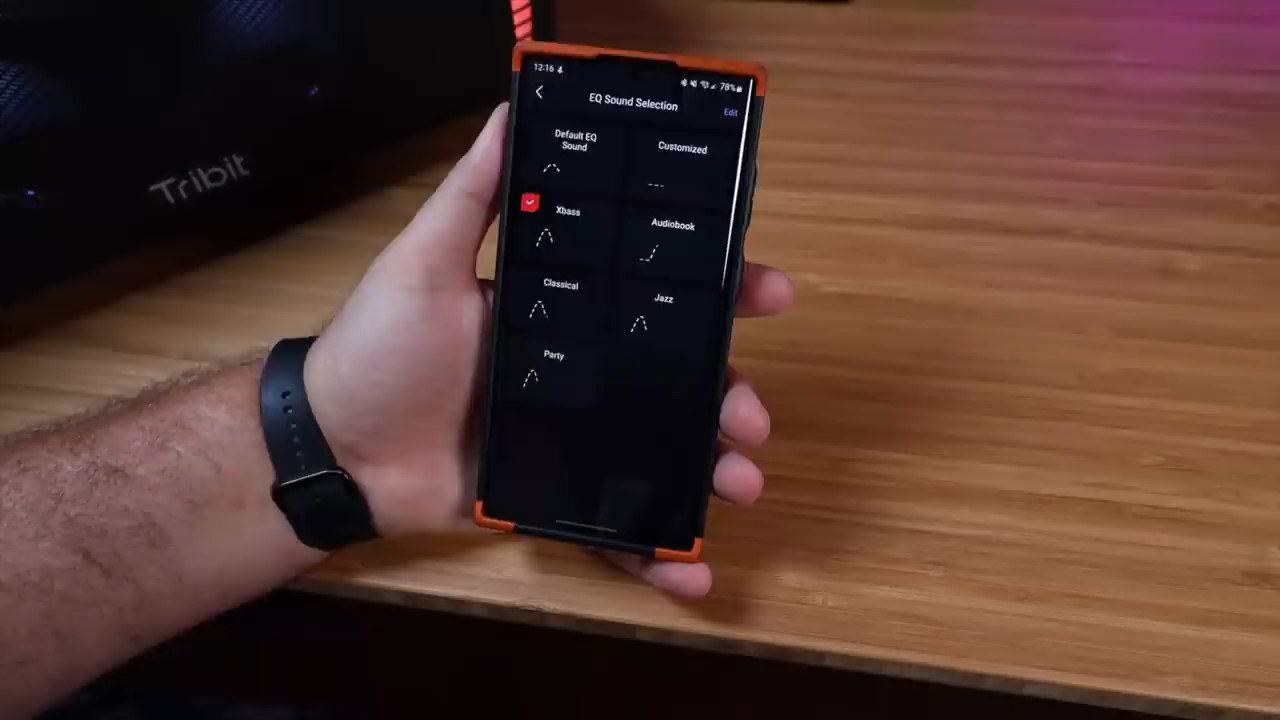 12:16
78%
EQ Sound Selection
Edit
Default EQ
Sound
Customized
Xbass
Audiobook
Classical
Jazz
Party
Tribit